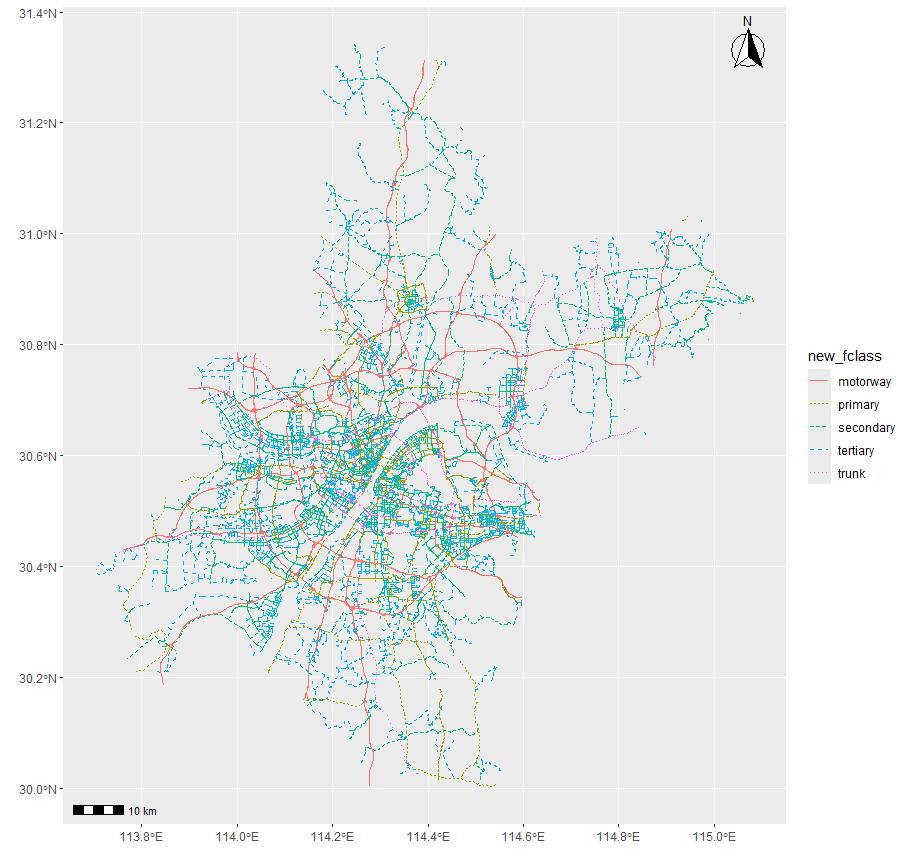 31.4°N
31.2°N
31.0°N
30.8°N
30.6°N
30.4°N
30.2°N
30.0°N
N
10 km
113.8°E
114.0°E
114.2°E
114.4°E
114.6°E
114.8°E
115.0°E
new_fclass
motorway
primary
secondary
tertiary
trunk